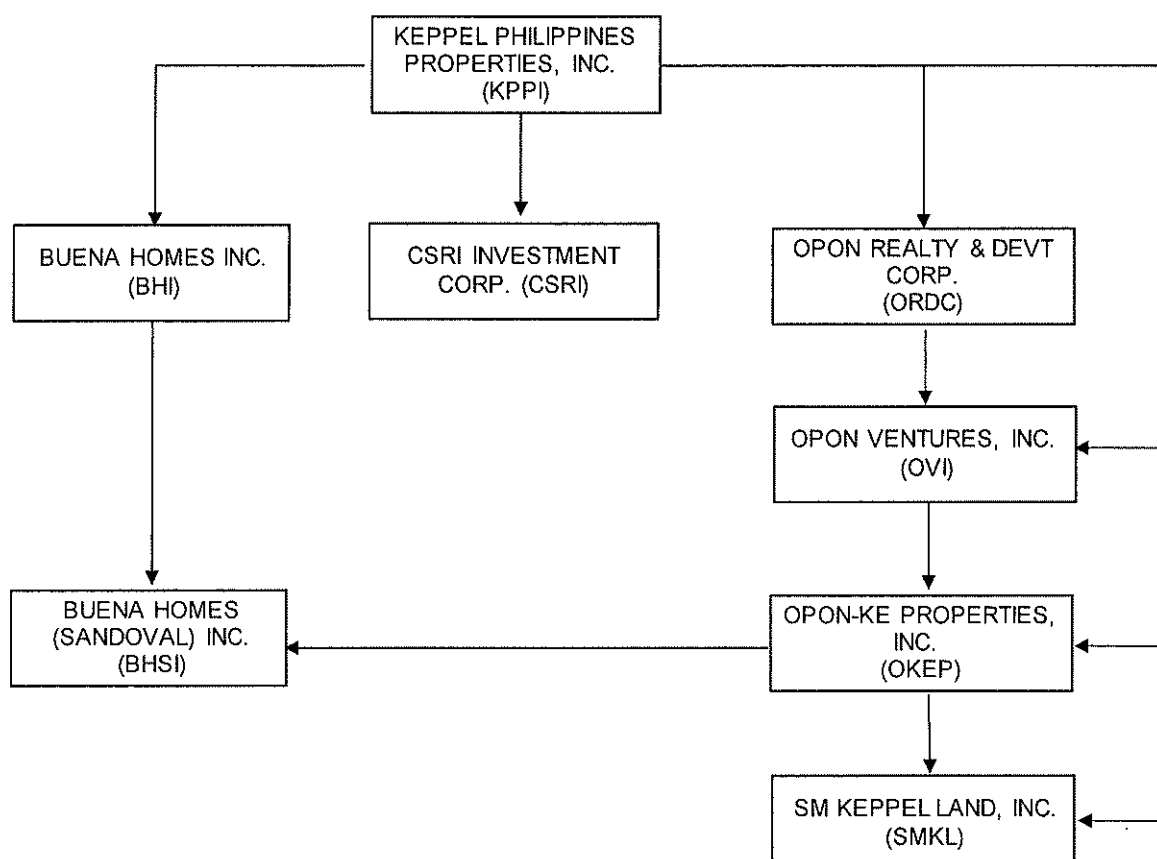 KEPPEL PHILIPPINES
PROPERTIES, INC.
(KPPI)
BUENA HOMES INC.
(BHI)
CSRI INVESTMENT
CORP. (CSRI)
OPON REALTY & DEVT
CORP.
(ORDC)
OPON VENTURES, INC.
(OVI)
BUENA HOMES
(SANDOVAL) INC.
(BHSI)
OPON-KE PROPERTIES,
INC.
(OKEP)
SM KEPPEL LAND, INC.
(SMKL)